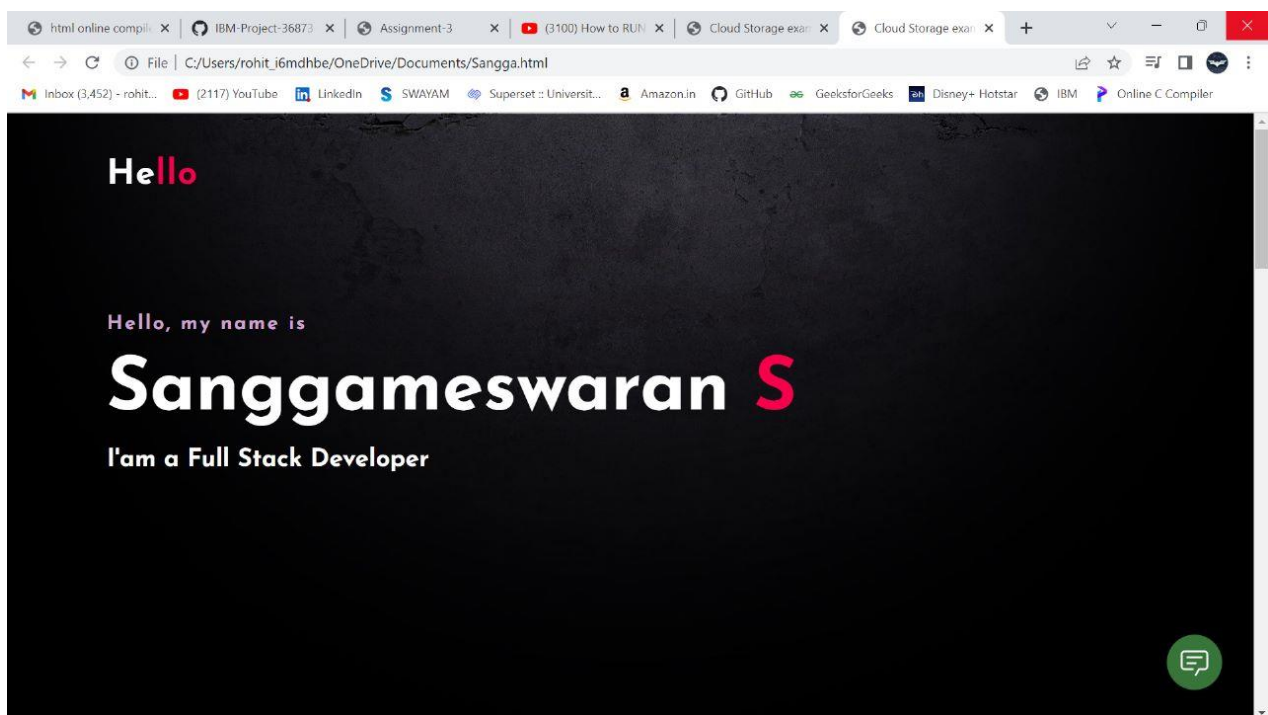 html online compil
IBM-Project-36873
Assignment-3
(3100) How to RUN
Cloud Storage exam
Cloud Storage exam
File | C:/Users/rohit_i6mdhbe/OneDrive/Documents/Sangga.html
Inbox (3,452) - rohit... (2117) YouTube LinkedIn SWAYAM Superset :: Universit... Amazon.in GitHub GeeksforGeeks Disney+ Hotstar IBM Online C Compiler
Hello
Hello, my name is
Sanggameswaran S
I'am a Full Stack Developer